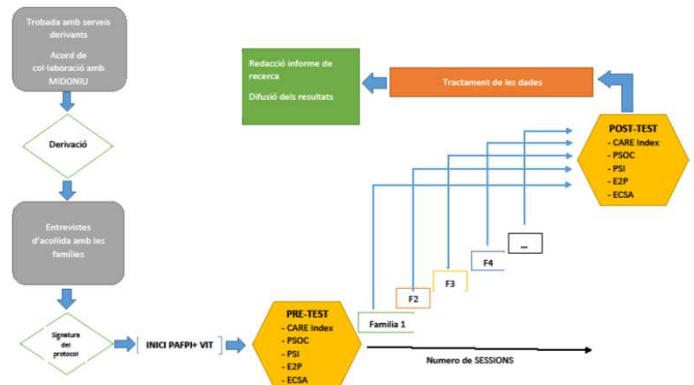 Trobada amb serveis
derivants
Acord de
col·laboració amb
MIDONIU
Derivació
Entrevistes
d'acollida amb les
famílies
Signatura
del
protocol
INICI PAFPI+ VIT
PRE-TEST
- CARE Index
- PSOC
- PSI
- E2P
- ECSA
Familia 1
F2
F3
F4
...
Numero de SESSIONS
POST-TEST
- CARE Index
- PSOC
- PSI
- E2P
- ECSA
Tractament de les dades
Redacció informe de
recerca
Difusió dels resultats